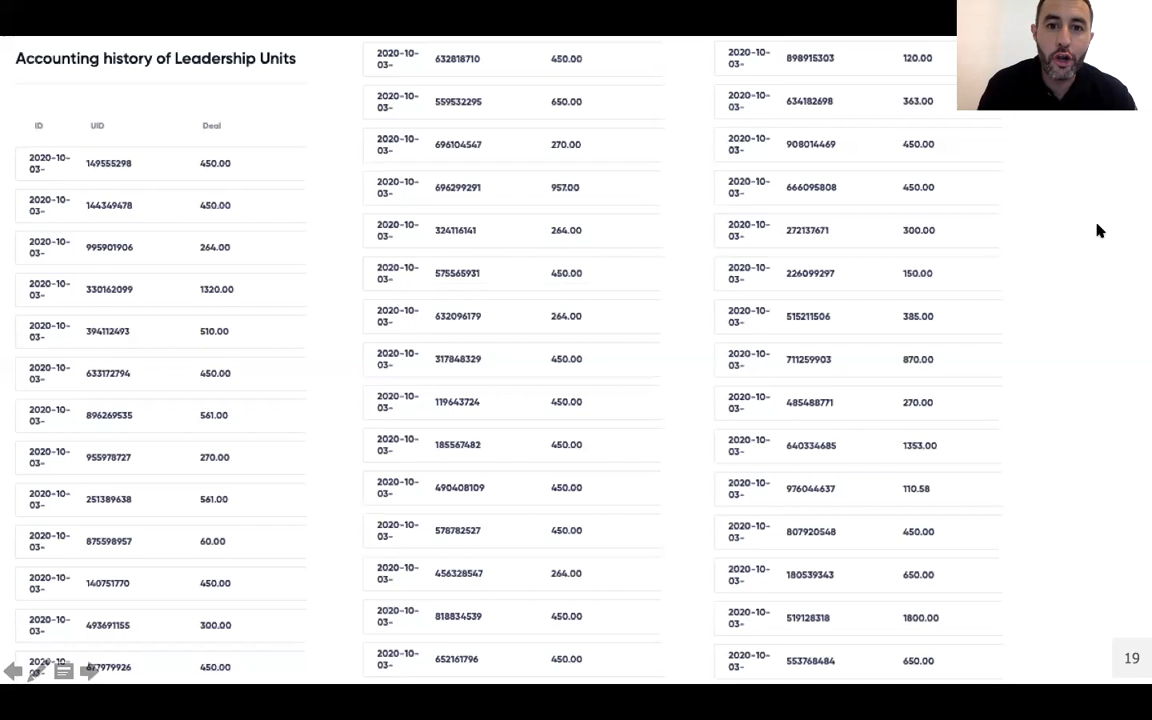 Accounting history of Leadership Units
ID UID Deal
2020-10-
03- 149555298 450.00
2020-10-
03- 144349478 450.00
2020-10-
03- 995901906 264.00
2020-10-
03- 330162099 1320.00
2020-10-
03- 394112493 510.00
2020-10-
03- 633172794 450.00
2020-10-
03- 896269535 561.00
2020-10-
03- 955978727 270.00
2020-10-
03- 251389638 561.00
2020-10-
03- 875598957 60.00
2020-10-
03- 140751770 450.00
2020-10-
03- 493691155 300.00
2020-10-
03- 677979926 450.00
2020-10-
03- 632818710 450.00
2020-10-
03- 559532295 650.00
2020-10-
03- 696104547 270.00
2020-10-
03- 696299291 957.00
2020-10-
03- 324116141 264.00
2020-10-
03- 575565931 450.00
2020-10-
03- 632096179 264.00
2020-10-
03- 317848329 450.00
2020-10-
03- 119643724 450.00
2020-10-
03- 185567482 450.00
2020-10-
03- 490408109 450.00
2020-10-
03- 578782527 450.00
2020-10-
03- 456328547 264.00
2020-10-
03- 818834539 450.00
2020-10-
03- 652161796 450.00
2020-10-
03- 898915303 120.00
2020-10-
03- 634182698 363.00
2020-10-
03- 908014469 450.00
2020-10-
03- 666095808 450.00
2020-10-
03- 272137671 300.00
2020-10-
03- 226099297 150.00
2020-10-
03- 515211506 385.00
2020-10-
03- 711259903 870.00
2020-10-
03- 485488771 270.00
2020-10-
03- 640334685 1353.00
2020-10-
03- 976044637 110.58
2020-10-
03- 807920548 450.00
2020-10-
03- 180539343 650.00
2020-10-
03- 519128318 1800.00
2020-10-
03- 553768484 650.00
19